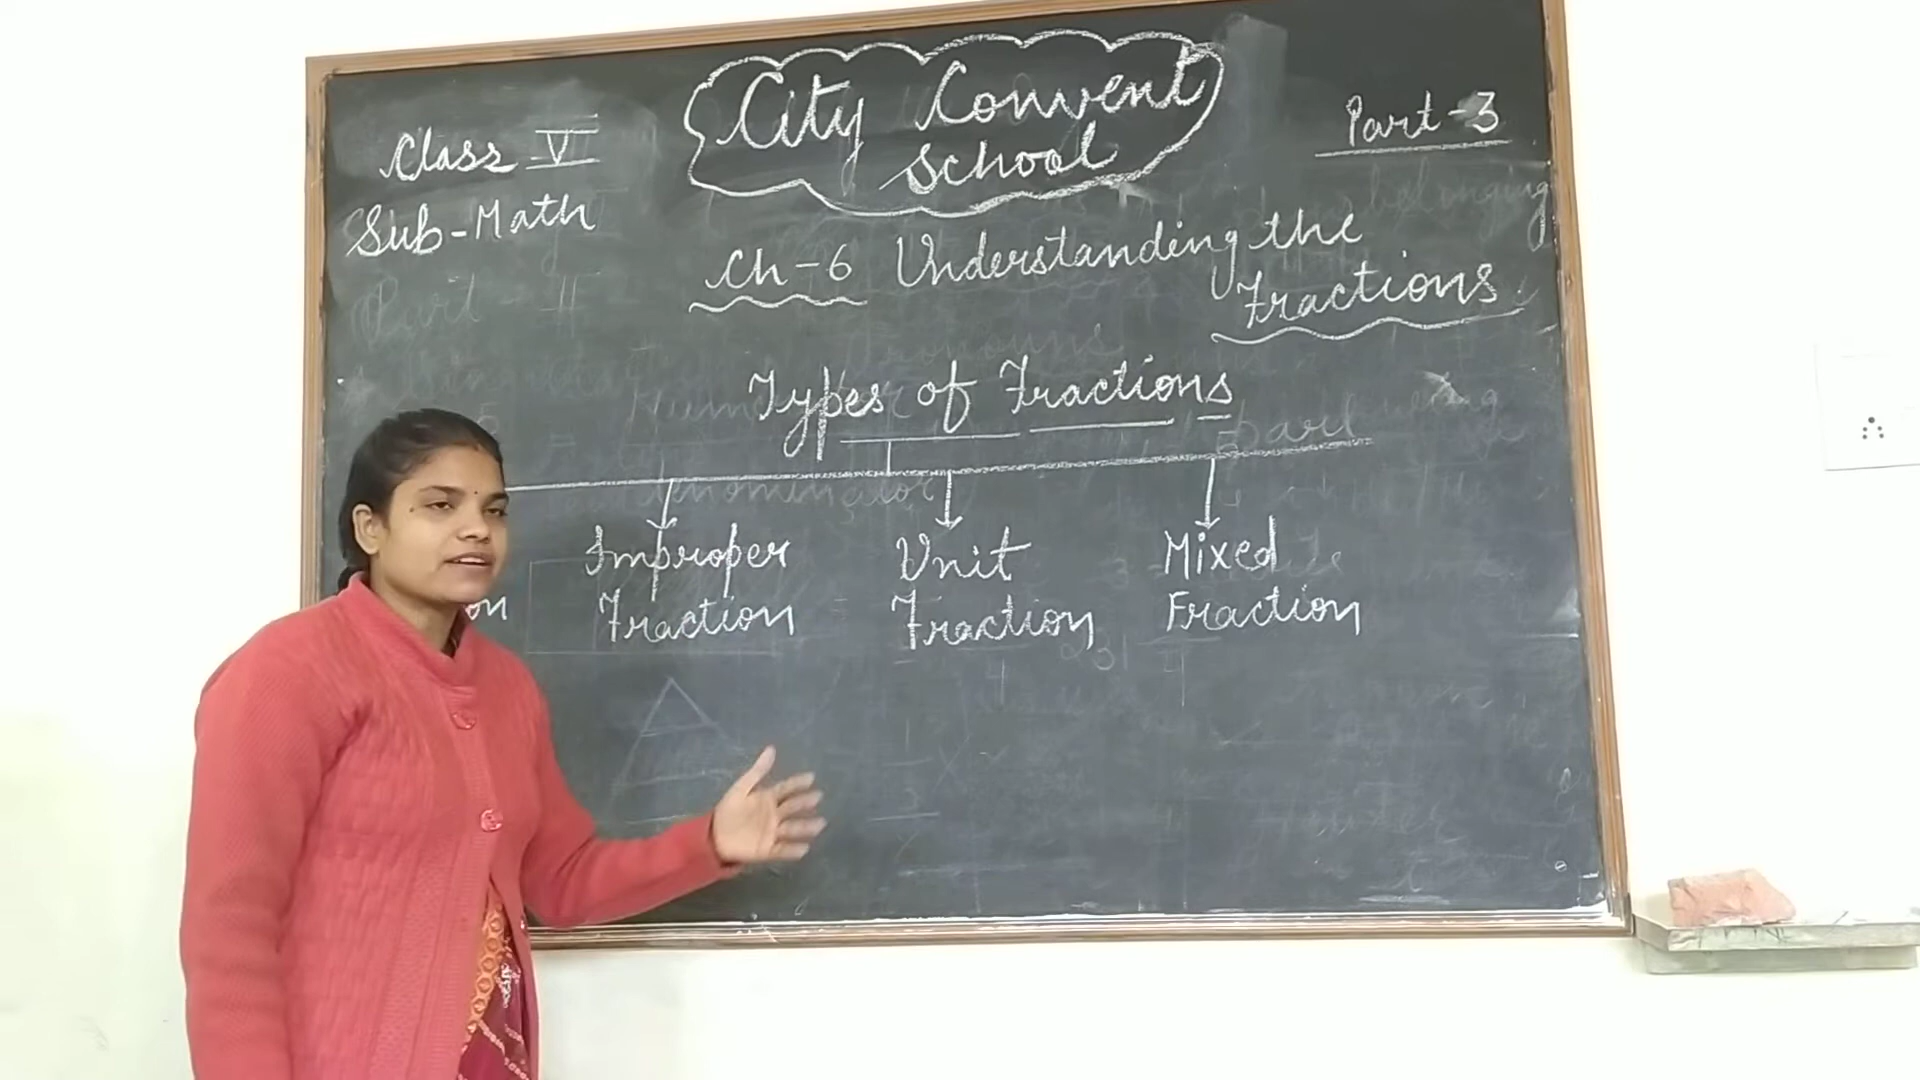 City Convent
School
Class V
Part-3
Sub-Math
Ch-6 Understanding the
Fractions
Types of Fractions
Improper Unit Mixed
on Fraction Fraction Fraction